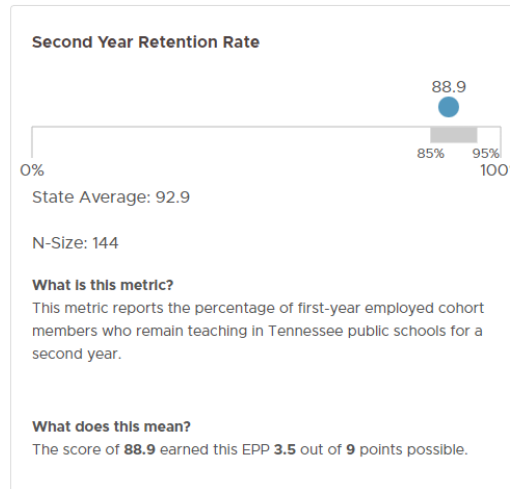 Second Year Retention Rate
88.9
85% 95%
0% 100
State Average: 92.9
N-Size: 144
What is this metric?
This metric reports the percentage of first-year employed cohort
members who remain teaching in Tennessee public schools for a
second year.
What does this mean?
The score of 88.9 earned this EPP 3.5 out of 9 points possible.